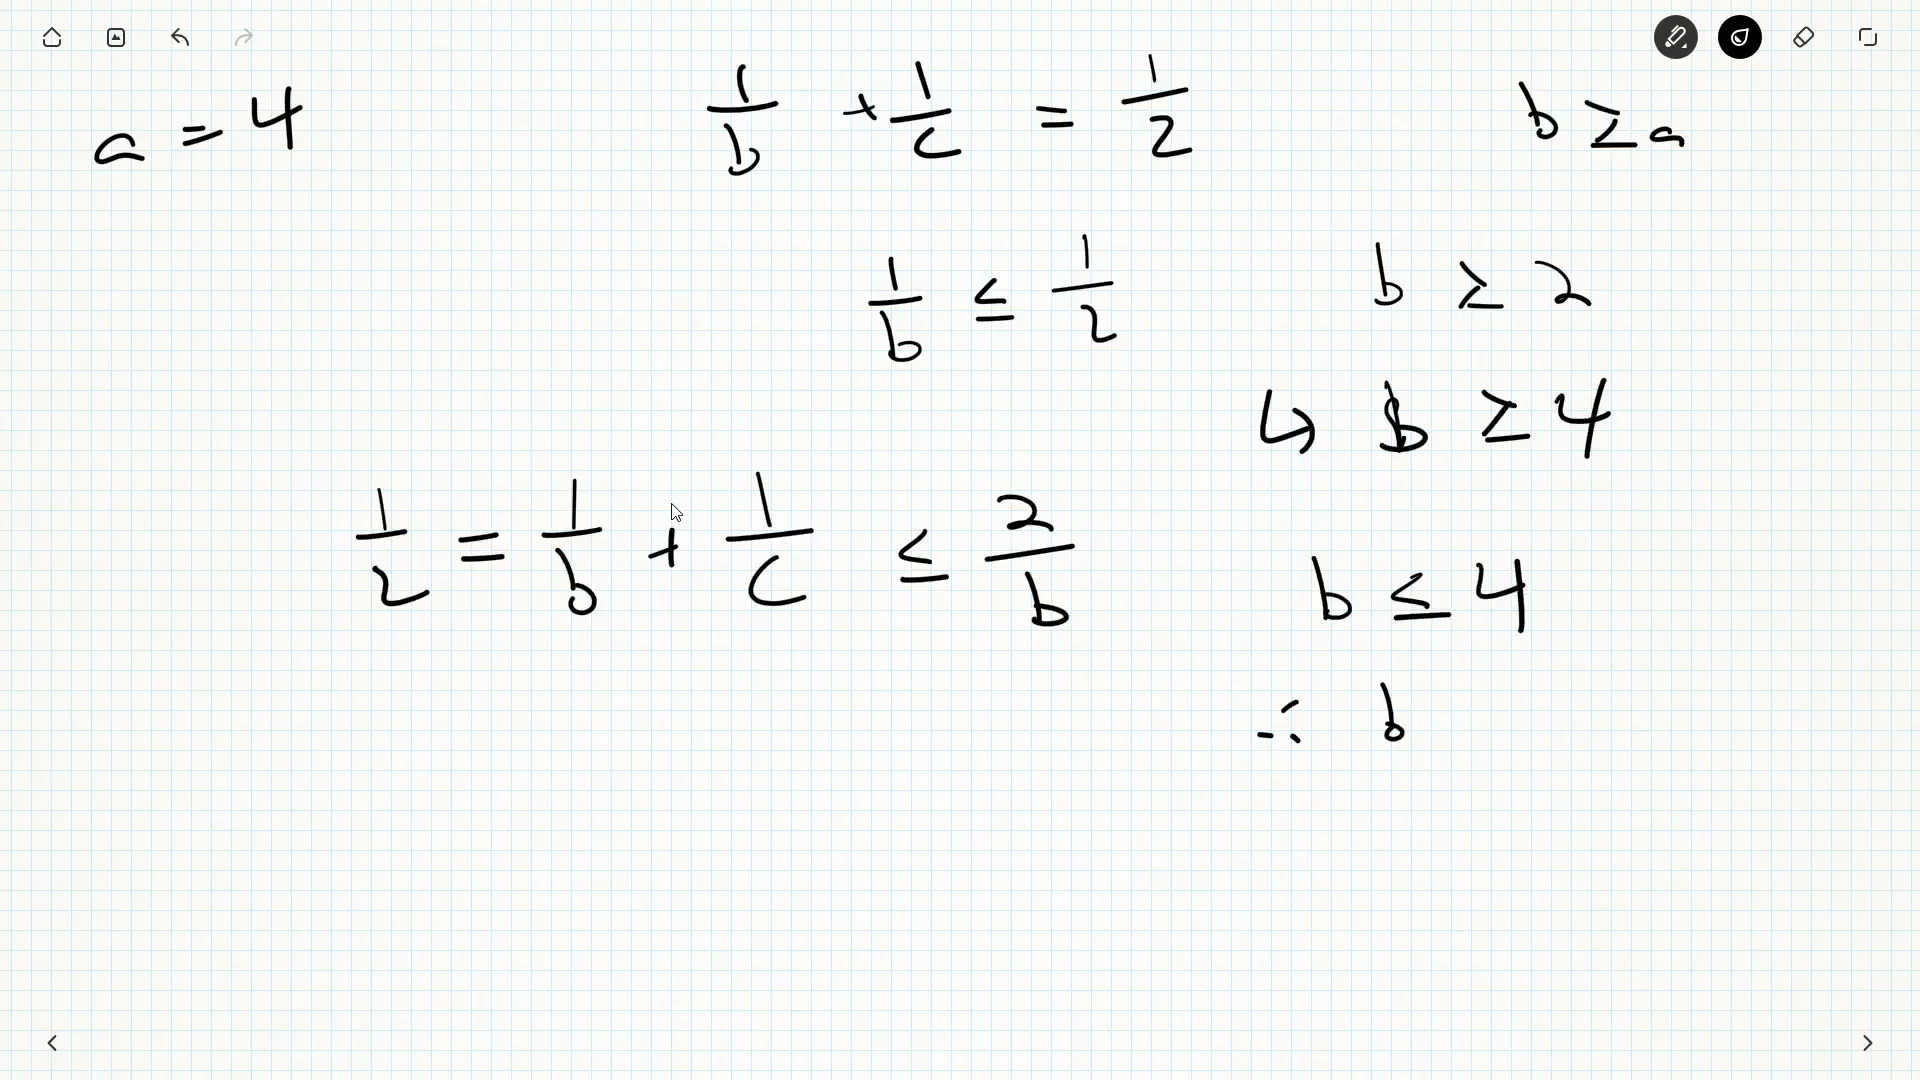 a = 4
1/b + 1/c = 1/2
b ≥ a
1/b ≤ 1/2
b ≥ 2
↳ b ≥ 4
1/2 = 1/b + 1/c ≤ 2/b
b ≤ 4
∴ b